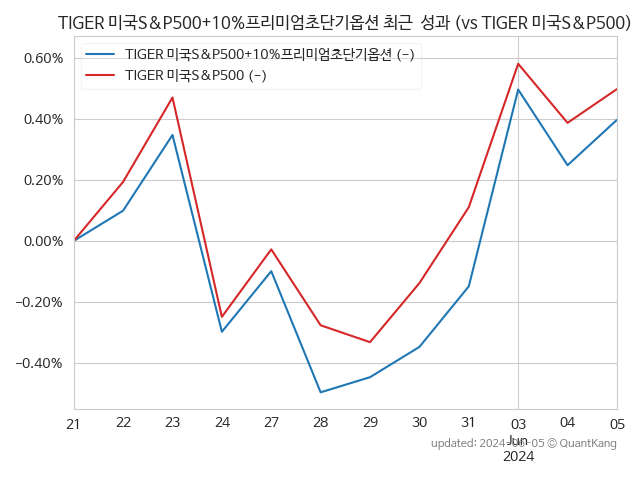 TIGER 미국S&P500+10%프리미엄초단기옵션 최근  성과 (vs TIGER 미국S&P500)
TIGER 미국S&P500+10%프리미엄초단기옵션 (-)
TIGER 미국S&P500 (-)
0.60%
0.40%
0.20%
0.00%
-0.20%
-0.40%
21 22 23 24 27 28 29 30 31 03 04 05
Jun
2024
updated: 2024-06-05 © QuantKang